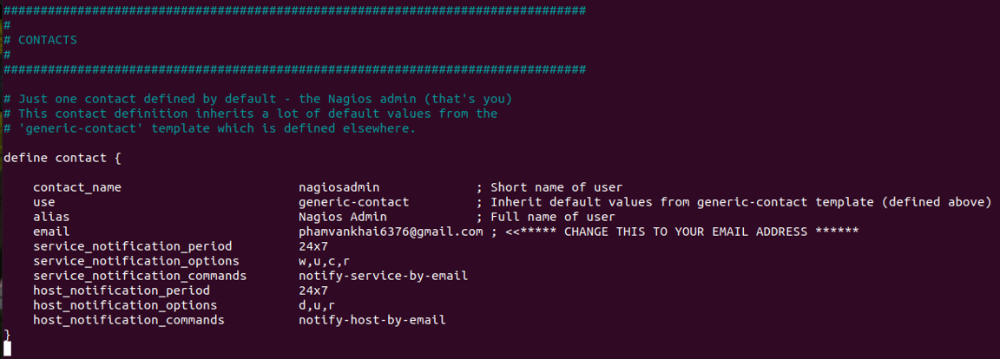 ###############################################################################
#
# CONTACTS
#
###############################################################################
# Just one contact defined by default - the Nagios admin (that's you)
# This contact definition inherits a lot of default values from the
# 'generic-contact' template which is defined elsewhere.
define contact {
contact_name nagiosadmin ; Short name of user
use generic-contact ; Inherit default values from generic-contact template (defined above)
alias Nagios Admin ; Full name of user
email phamvankhai6376@gmail.com ; <<***** CHANGE THIS TO YOUR EMAIL ADDRESS ******
service_notification_period 24x7
service_notification_options w,u,c,r
service_notification_commands notify-service-by-email
host_notification_period 24x7
host_notification_options d,u,r
host_notification_commands notify-host-by-email
}